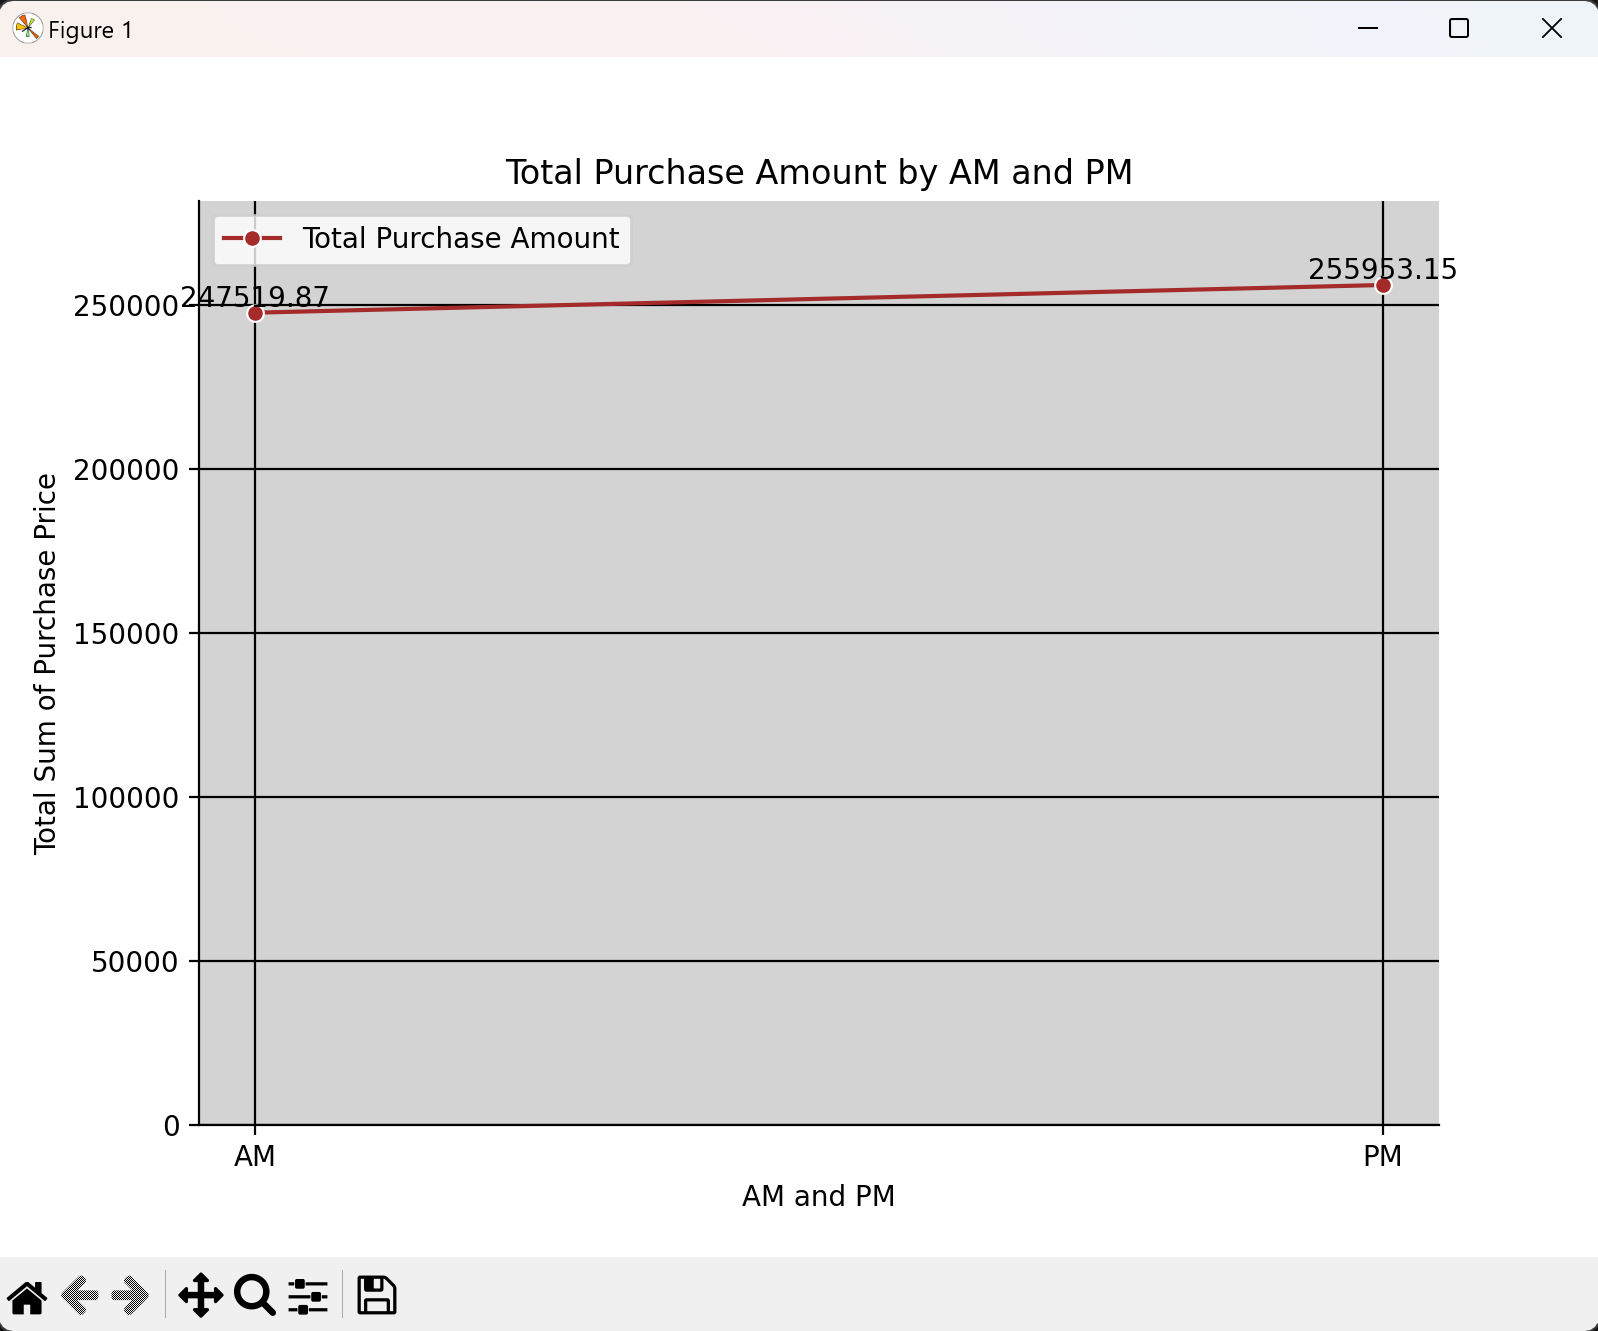 Figure 1
Total Purchase Amount by AM and PM
Total Purchase Amount
247519.87
255953.15
250000
200000
150000
100000
50000
0
Total Sum of Purchase Price
AM
PM
AM and PM